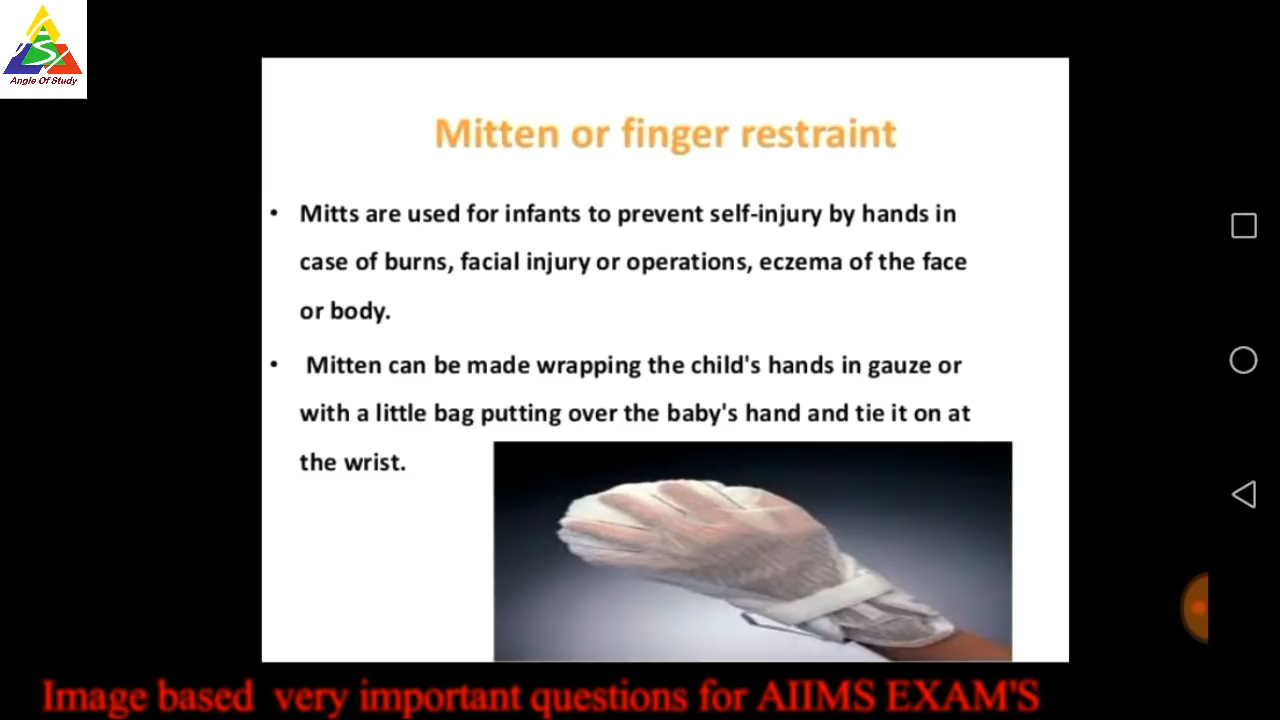 Angle Of Study
Mitten or finger restraint
• Mitts are used for infants to prevent self-injury by hands in
case of burns, facial injury or operations, eczema of the face
or body.
• Mitten can be made wrapping the child's hands in gauze or
with a little bag putting over the baby's hand and tie it on at
the wrist.
Image based very important questions for AIIMS EXAM'S